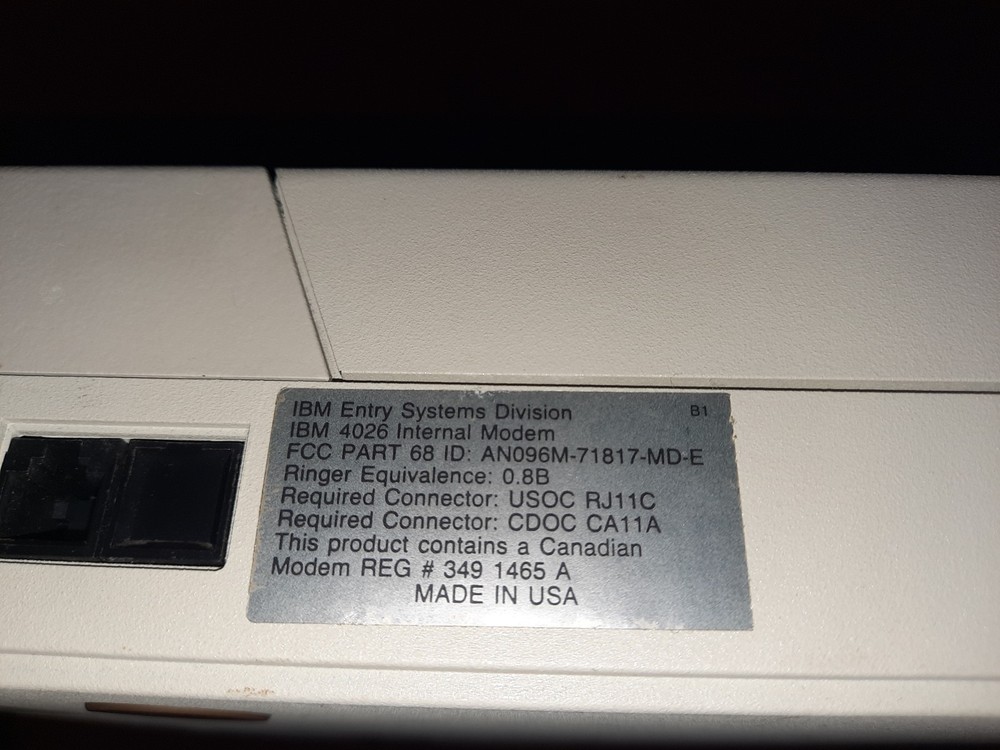 IBM Entry Systems Division B1
IBM 4026 Internal Modem
FCC PART 68 ID: AN096M-71817-MD-E
Ringer Equivalence: 0.8B
Required Connector: USOC RJ11C
Required Connector: CDOC CA11A
This product contains a Canadian
Modem REG # 349 1465 A
MADE IN USA